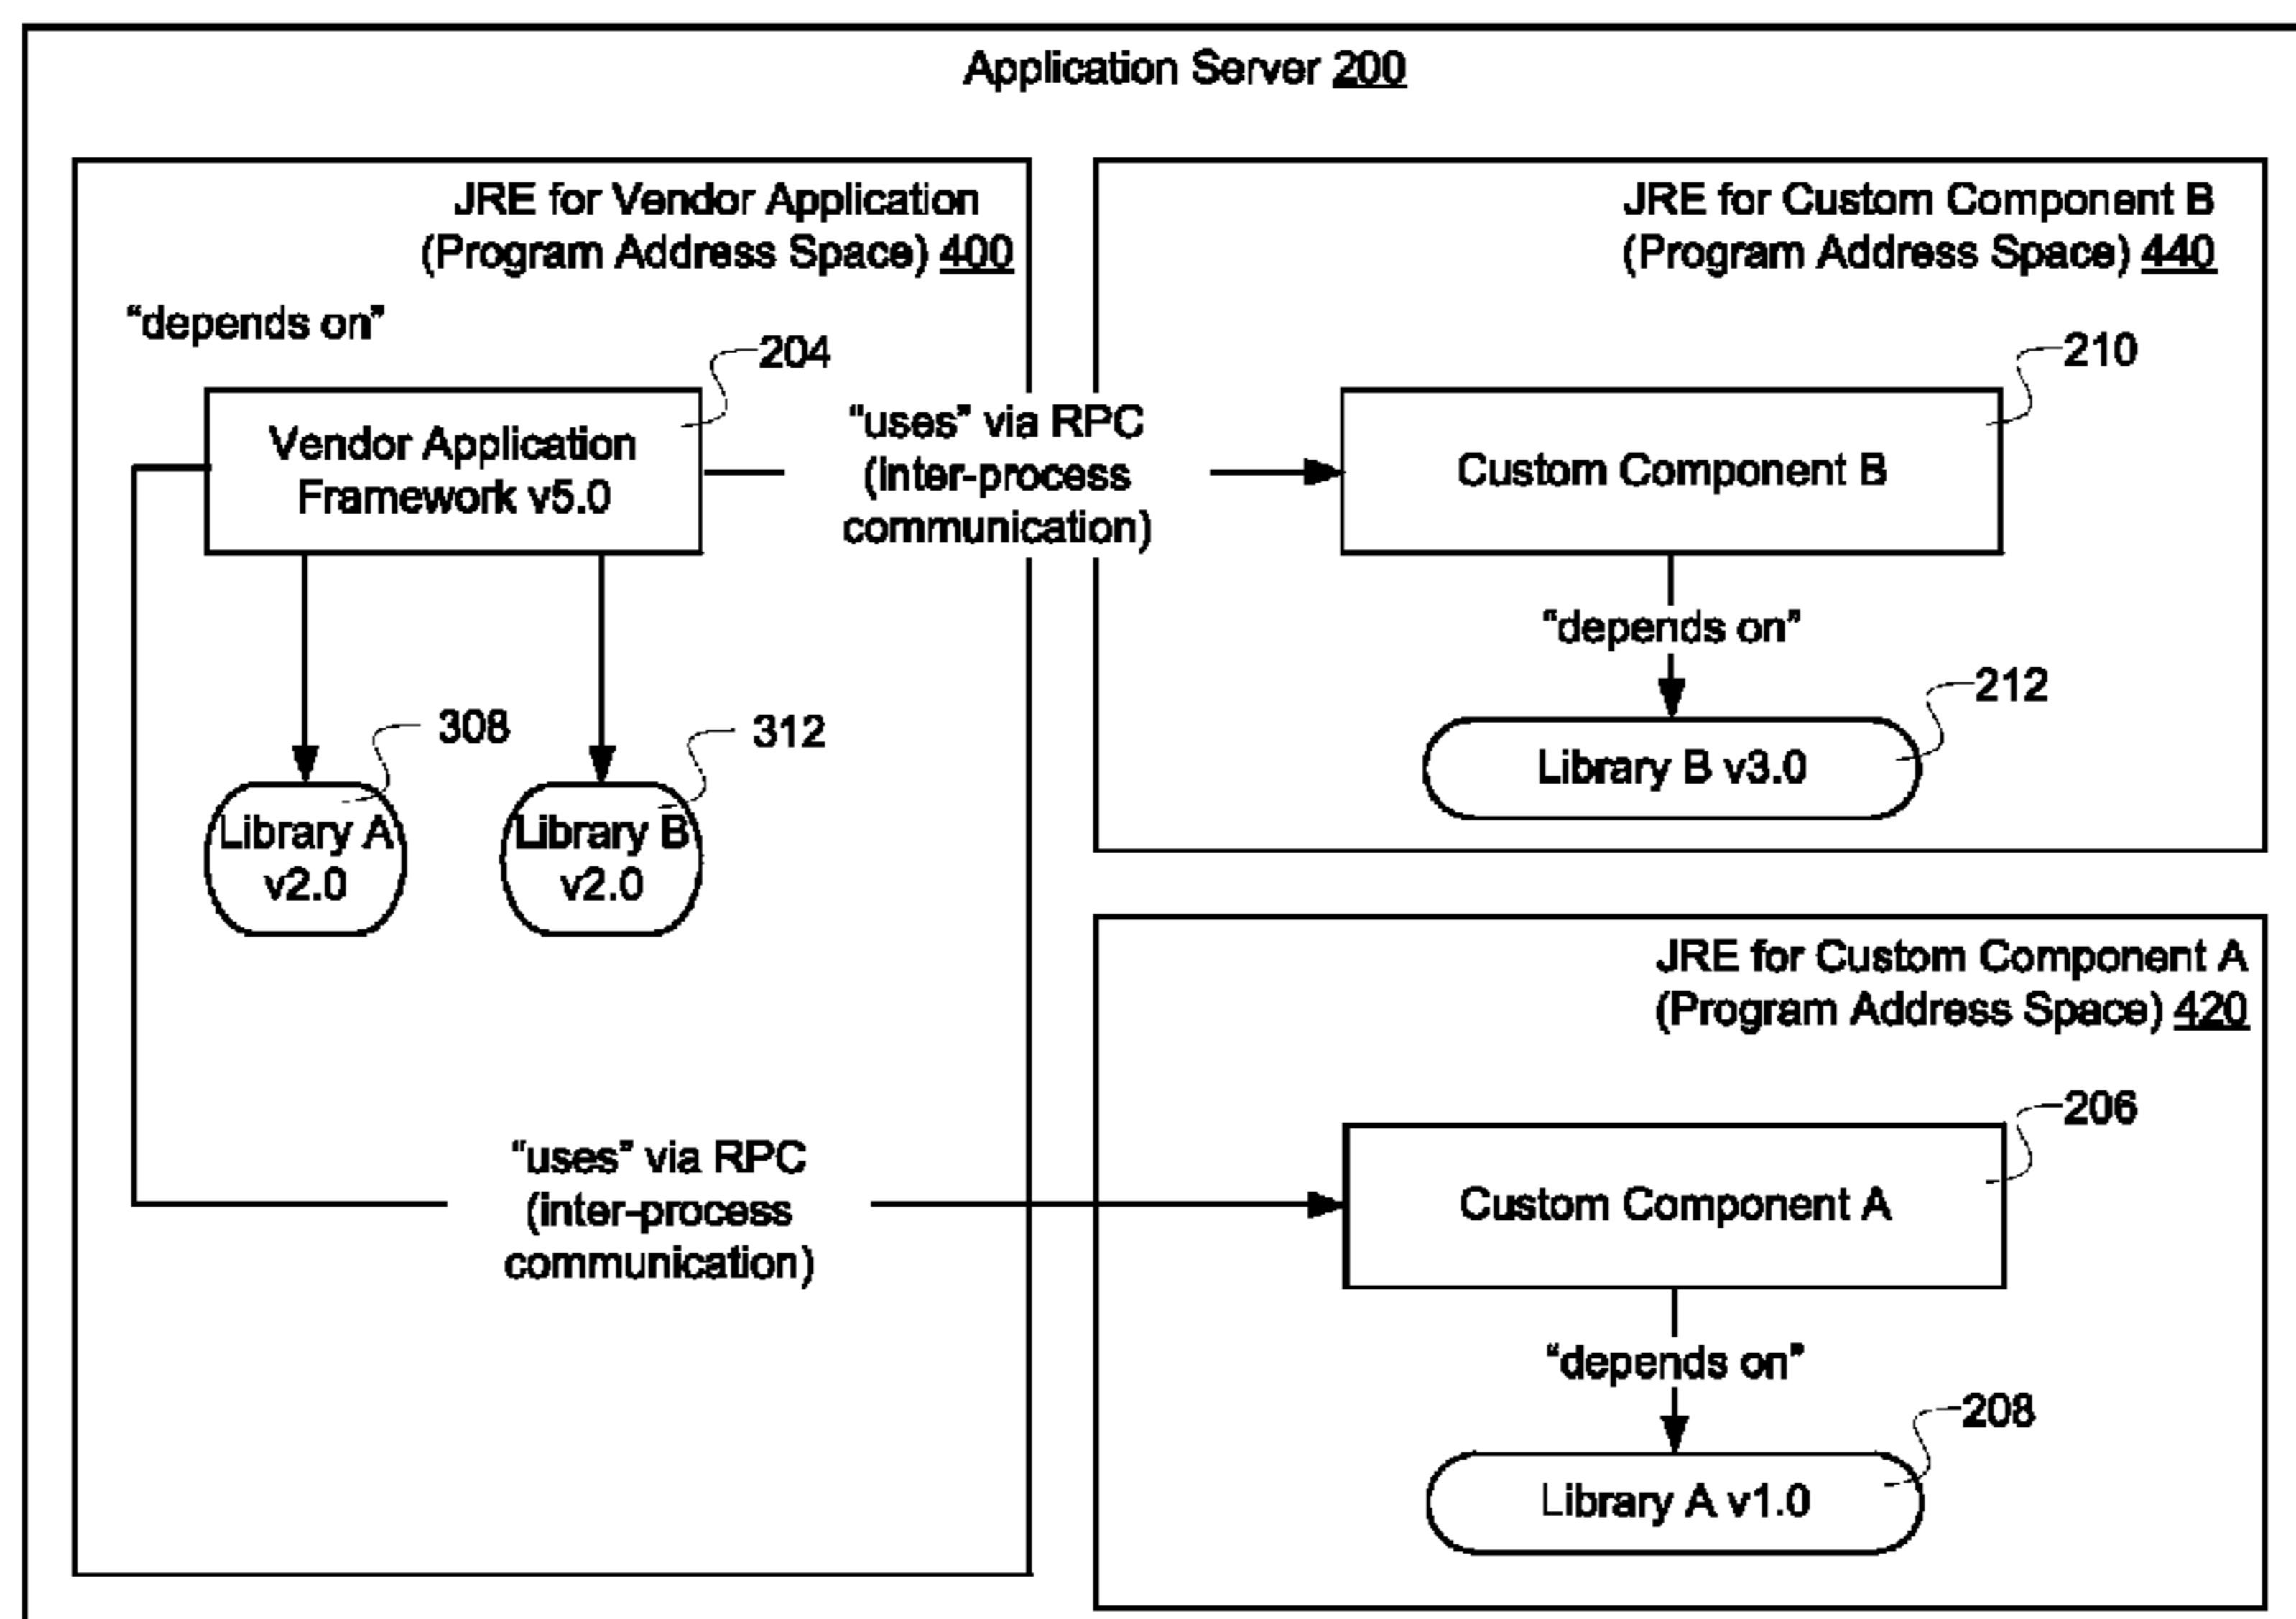 Application Server 200
JRE for Vendor Application
(Program Address Space) 400
“depends on”
204
Vendor Application
Framework v5.0
308
312
Library A
v2.0
Library B
v2.0
“uses” via RPC
(inter-process
communication)
JRE for Custom Component B
(Program Address Space) 440
210
Custom Component B
“depends on”
212
Library B v3.0
“uses” via RPC
(inter-process
communication)
JRE for Custom Component A
(Program Address Space) 420
206
Custom Component A
“depends on”
208
Library A v1.0